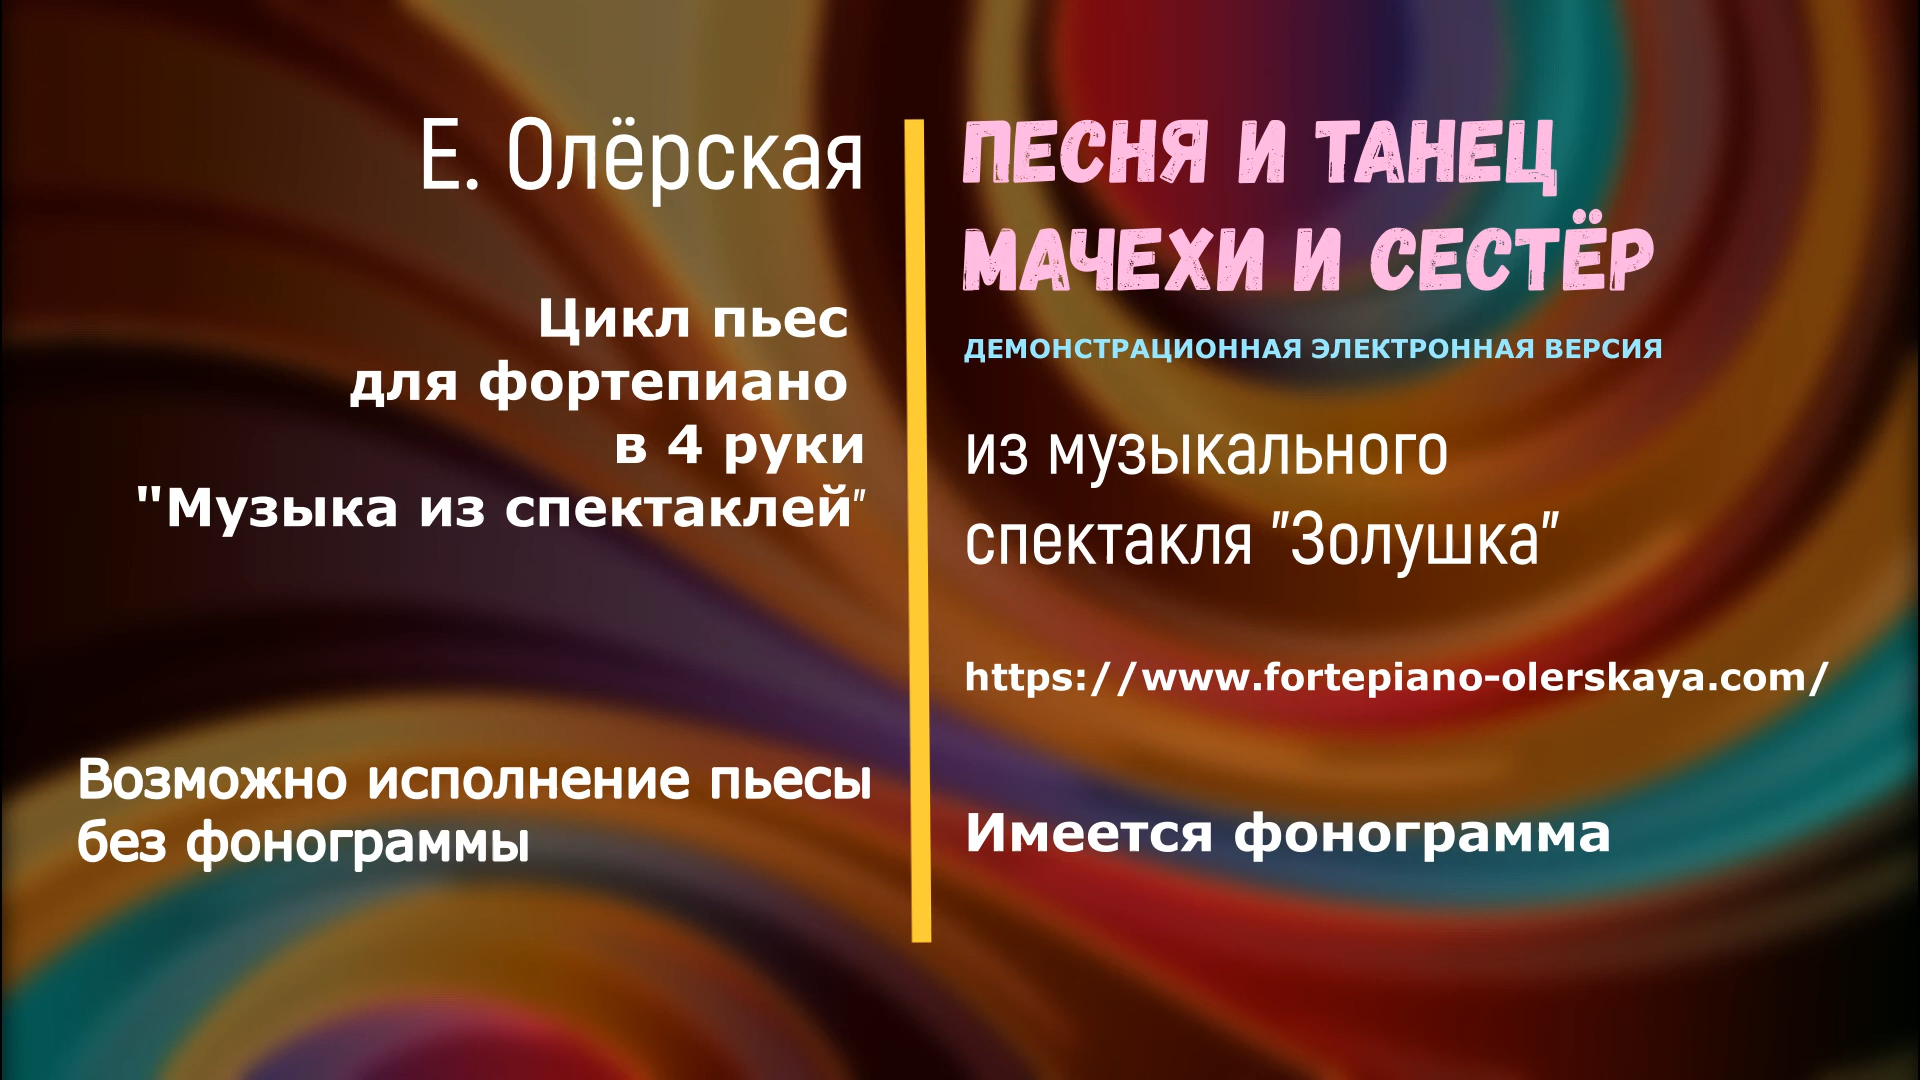 Е. Олёрская
Цикл пьес
для фортепиано
в 4 руки
"Музыка из спектаклей"
Возможно исполнение пьесы
без фонограммы
ПЕСНЯ И ТАНЕЦ
МАЧЕХИ И СЕСТЁР
ДЕМОНСТРАЦИОННАЯ ЭЛЕКТРОННАЯ ВЕРСИЯ
из музыкального
спектакля "Золушка"
https://www.fortepiano-olerskaya.com/
Имеется фонограмма